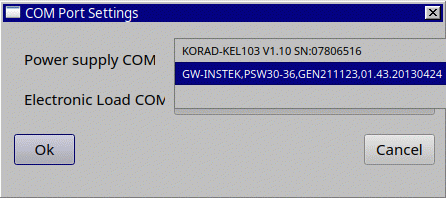 COM Port Settings
Power supply COM
KORAD-KEL103 V1.10 SN:07806516
GW-INSTEK,PSW30-36,GEN211123,01.43.20130424
Electronic Load COM
Ok
Cancel